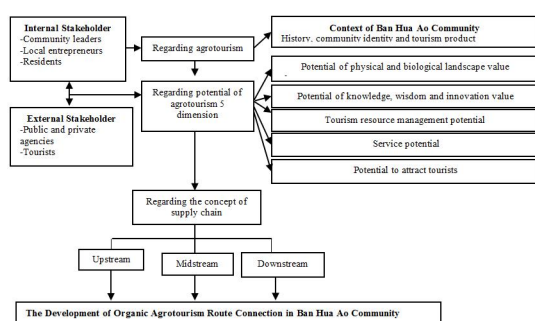 Internal Stakeholder
-Community leaders
-Local entrepreneurs
-Residents
External Stakeholder
-Public and private
agencies
-Tourists
Regarding agrotourism
Regarding potential of
agrotourism 5
dimension
Context of Ban Hua Ao Community
History, community identity and tourism product
Potential of physical and biological landscape value
Potential of knowledge, wisdom and innovation value
Tourism resource management potential
Service potential
Potential to attract tourists
Regarding the concept of
supply chain
Upstream
Midstream
Downstream
The Development of Organic Agrotourism Route Connection in Ban Hua Ao Community